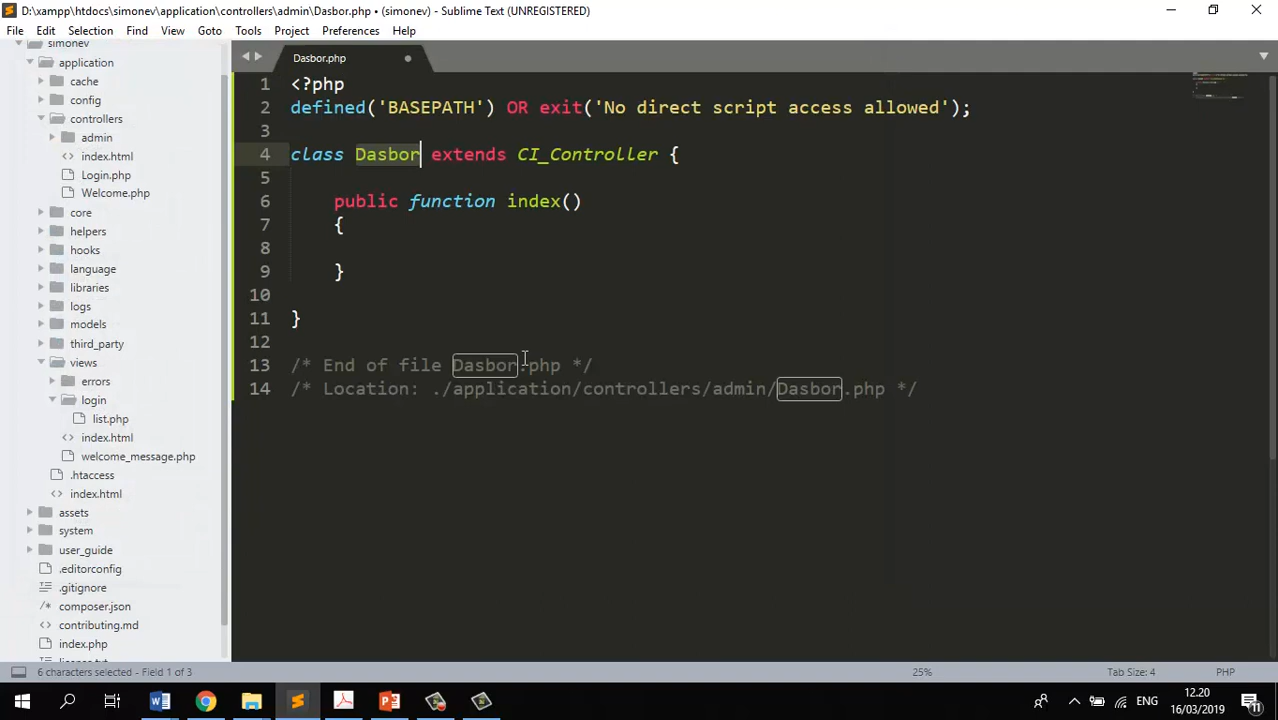 D:\xampp\htdocs\simonev\application\controllers\admin\Dasbor.php • (simonev) - Sublime Text (UNREGISTERED)
File Edit Selection Find View Goto Tools Project Preferences Help
simonev
application
cache
config
controllers
admin
index.html
Login.php
Welcome.php
core
helpers
hooks
language
libraries
logs
models
third_party
views
errors
login
list.php
index.html
welcome_message.php
.htaccess
index.html
assets
system
user_guide
.editorconfig
.gitignore
composer.json
contributing.md
index.php
license.txt
Dasbor.php
1 <?php
2 defined('BASEPATH') OR exit('No direct script access allowed');
3
4 class Dasbor extends CI_Controller {
5
6 public function index()
7 {
8
9 }
10
11 }
12
13 /* End of file Dasbor.php */
14 /* Location: ./application/controllers/admin/Dasbor.php */
6 characters selected - Field 1 of 3 25% Tab Size: 4 PHP
ENG 12.20
16/03/2019 11